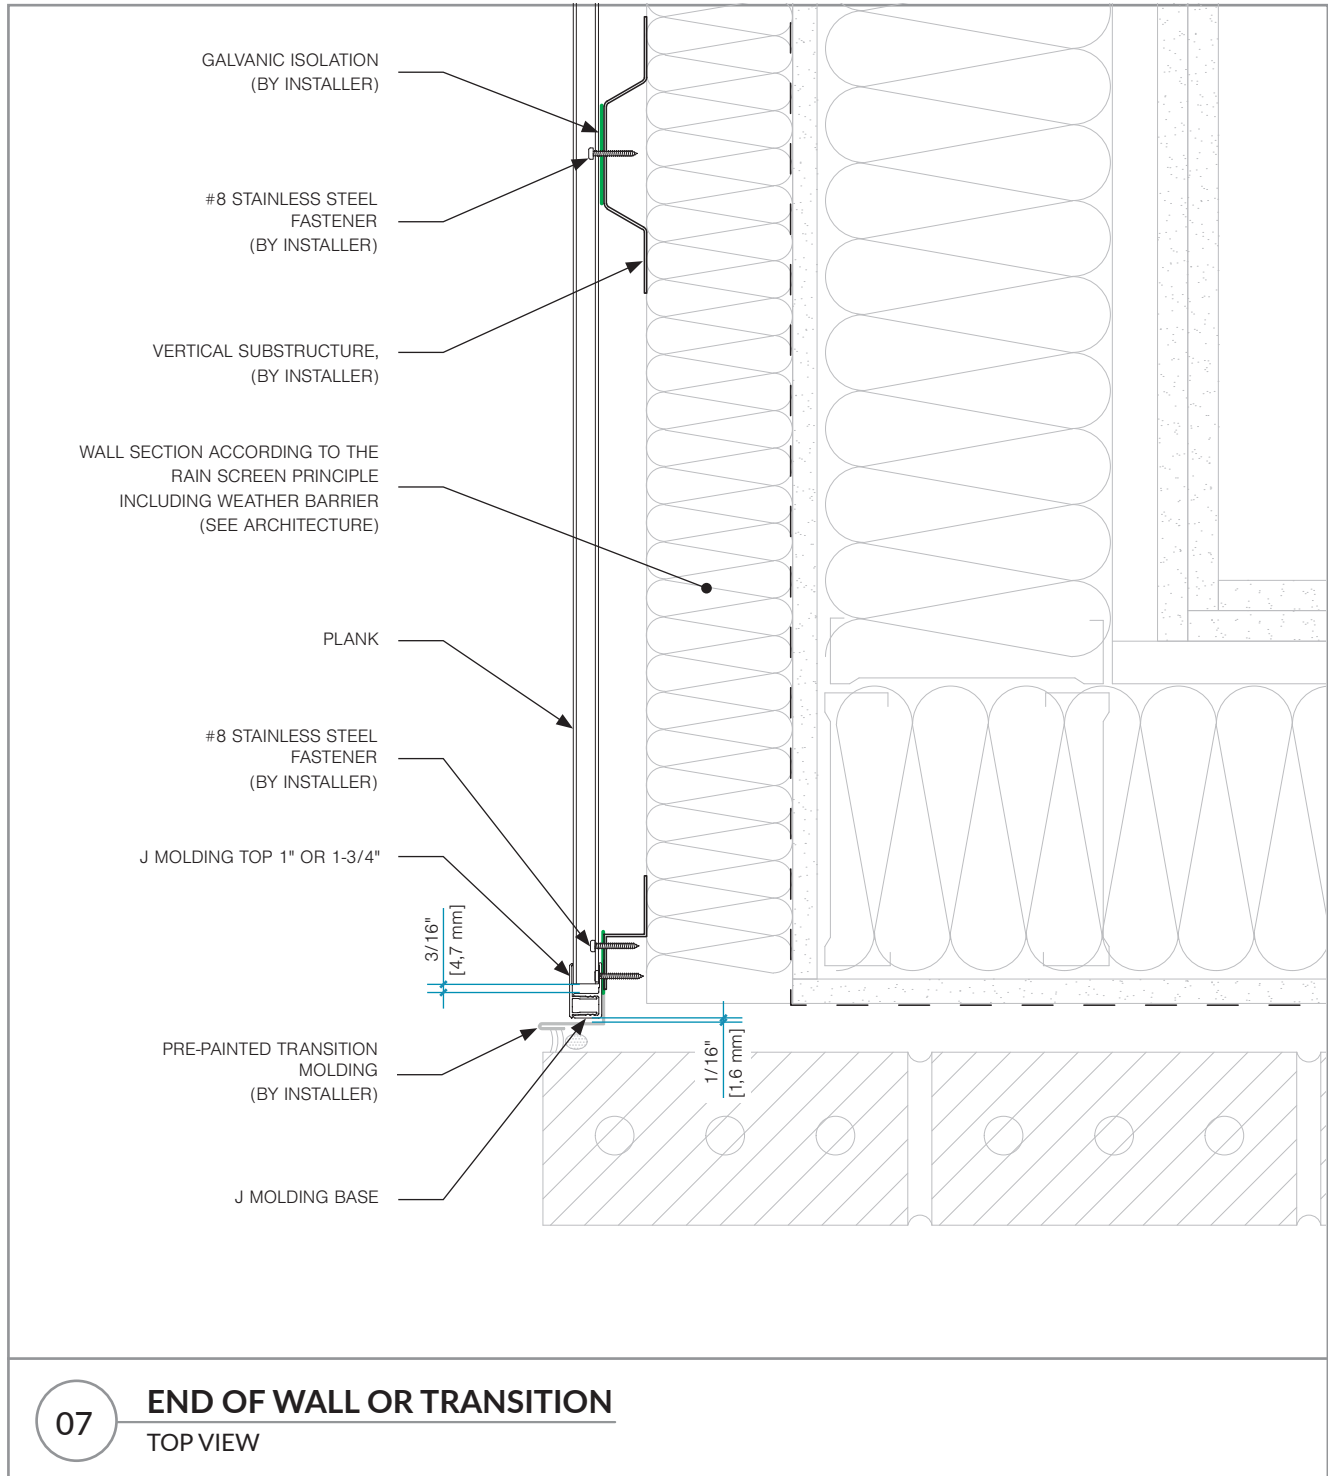 GALVANIC ISOLATION
(BY INSTALLER)
#8 STAINLESS STEEL
FASTENER
(BY INSTALLER)
VERTICAL SUBSTRUCTURE,
(BY INSTALLER)
WALL SECTION ACCORDING TO THE
RAIN SCREEN PRINCIPLE
INCLUDING WEATHER BARRIER
(SEE ARCHITECTURE)
PLANK
#8 STAINLESS STEEL
FASTENER
(BY INSTALLER)
J MOLDING TOP 1" OR 1-3/4"
3/16"
[4,7 mm]
PRE-PAINTED TRANSITION
MOLDING
(BY INSTALLER)
1/16"
[1,6 mm]
J MOLDING BASE
07
END OF WALL OR TRANSITION
TOP VIEW